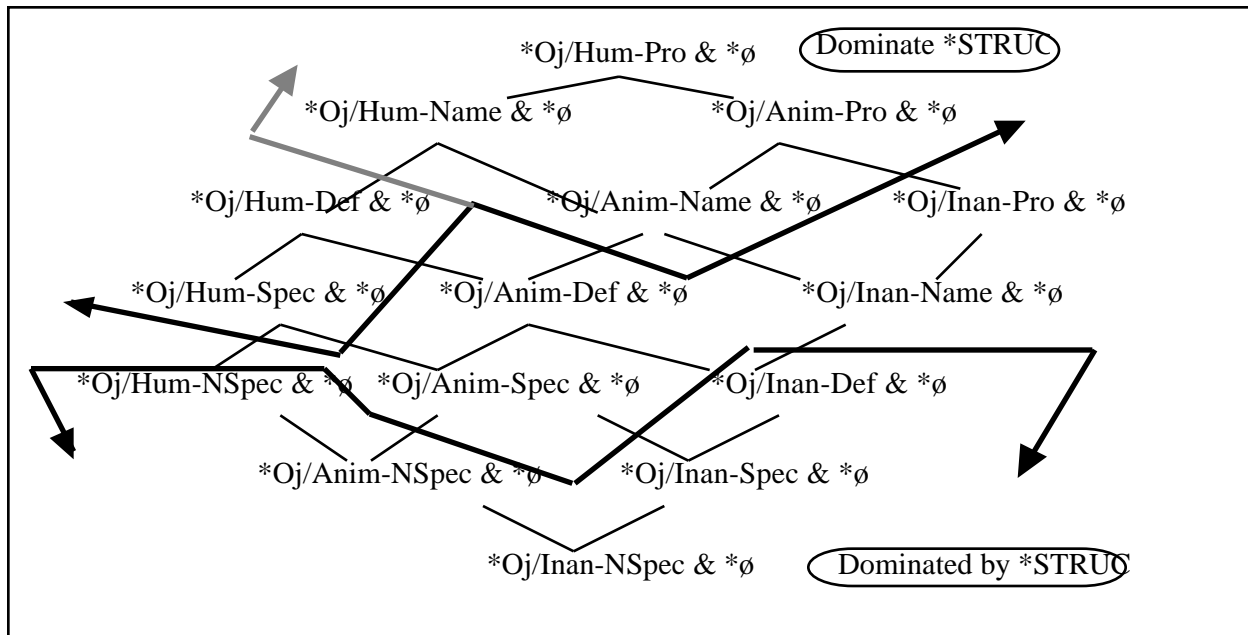 *Oj/Hum-Pro & *ø Dominate *STRUC
*Oj/Hum-Name & *ø *Oj/Anim-Pro & *ø
*Oj/Hum-Def & *ø *Oj/Anim-Name & *ø *Oj/Inan-Pro & *ø
*Oj/Hum-Spec & *ø *Oj/Anim-Def & *ø *Oj/Inan-Name & *ø
*Oj/Hum-NSpec & *ø *Oj/Anim-Spec & *ø *Oj/Inan-Def & *ø
*Oj/Anim-NSpec & *ø *Oj/Inan-Spec & *ø
*Oj/Inan-NSpec & *ø Dominated by *STRUC